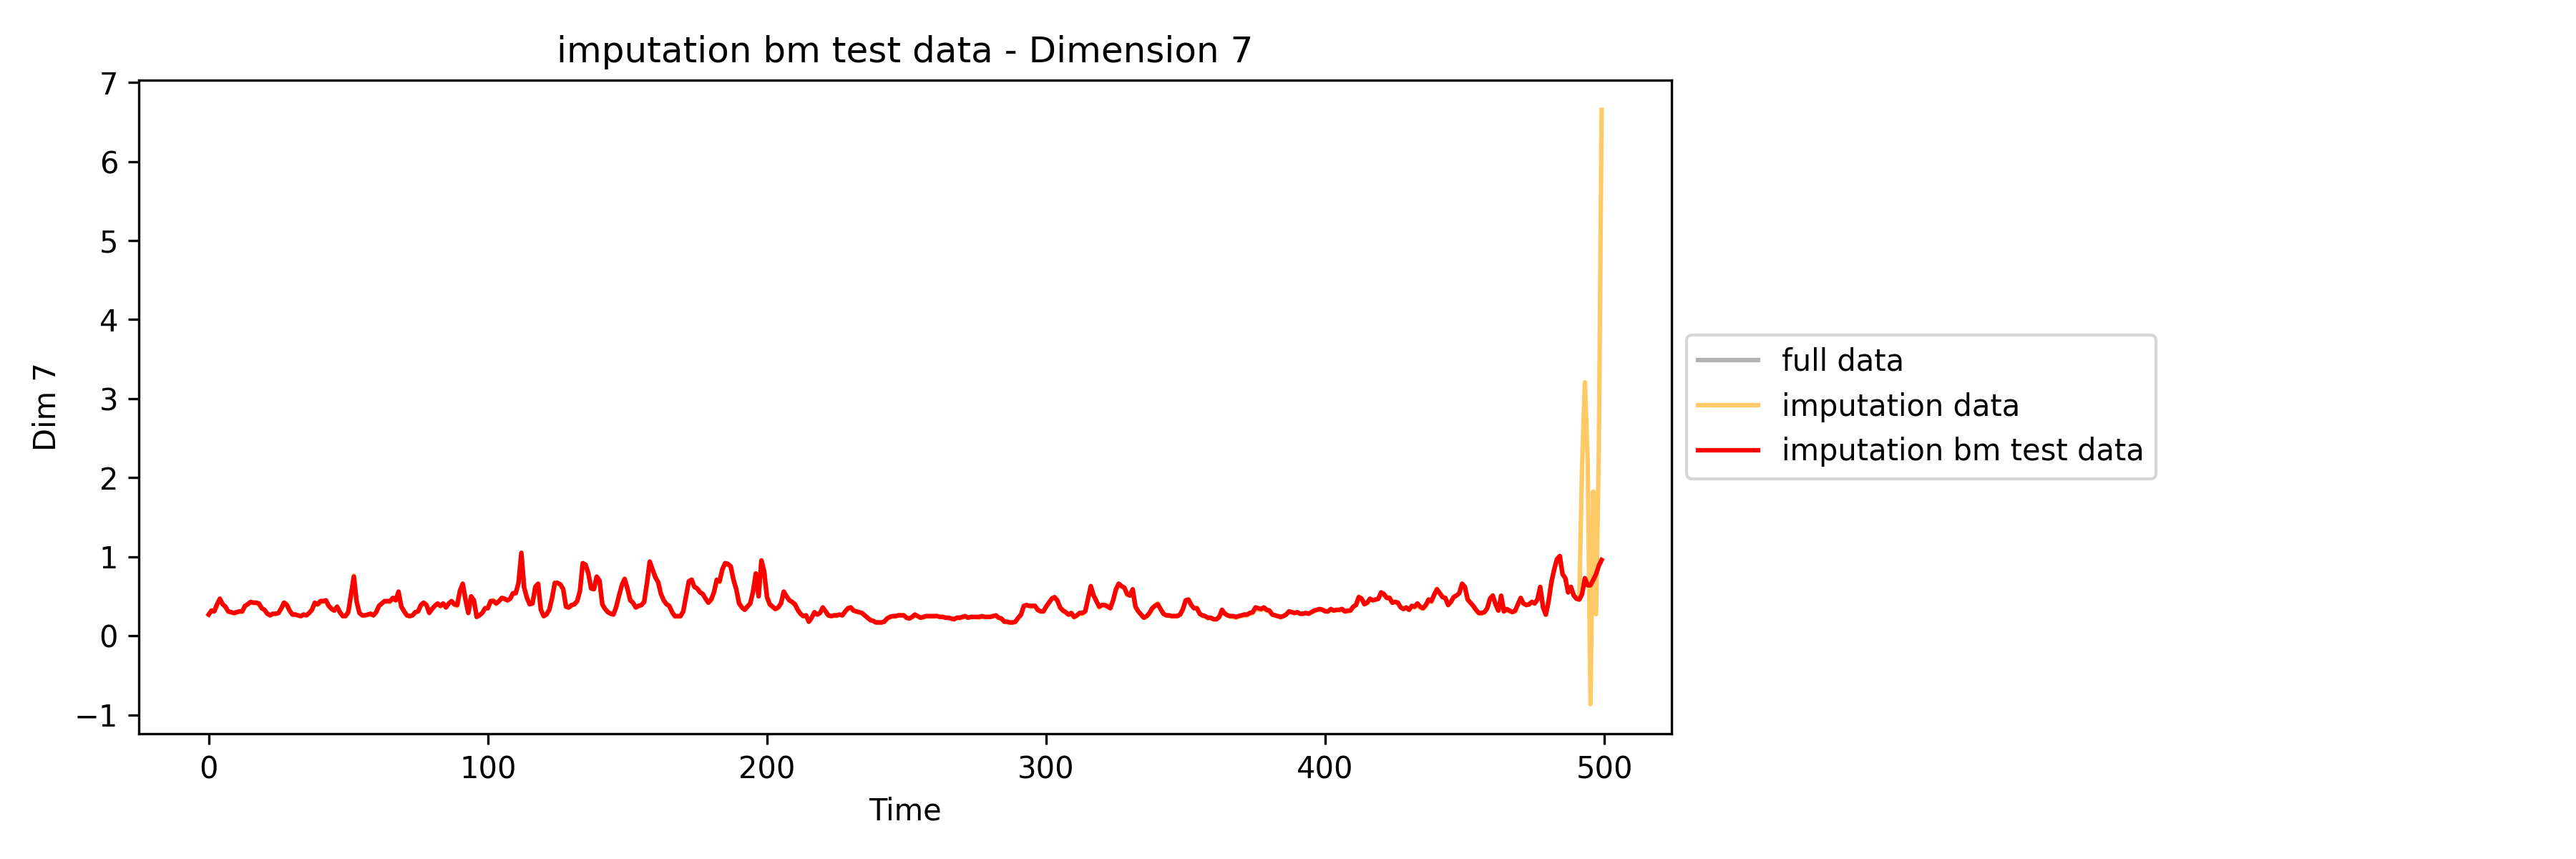 imputation bm test data - Dimension 7
7
6
5
4
3
2
1
0
−1
Dim 7
0 100 200 300 400 500
Time
full data
imputation data
imputation bm test data